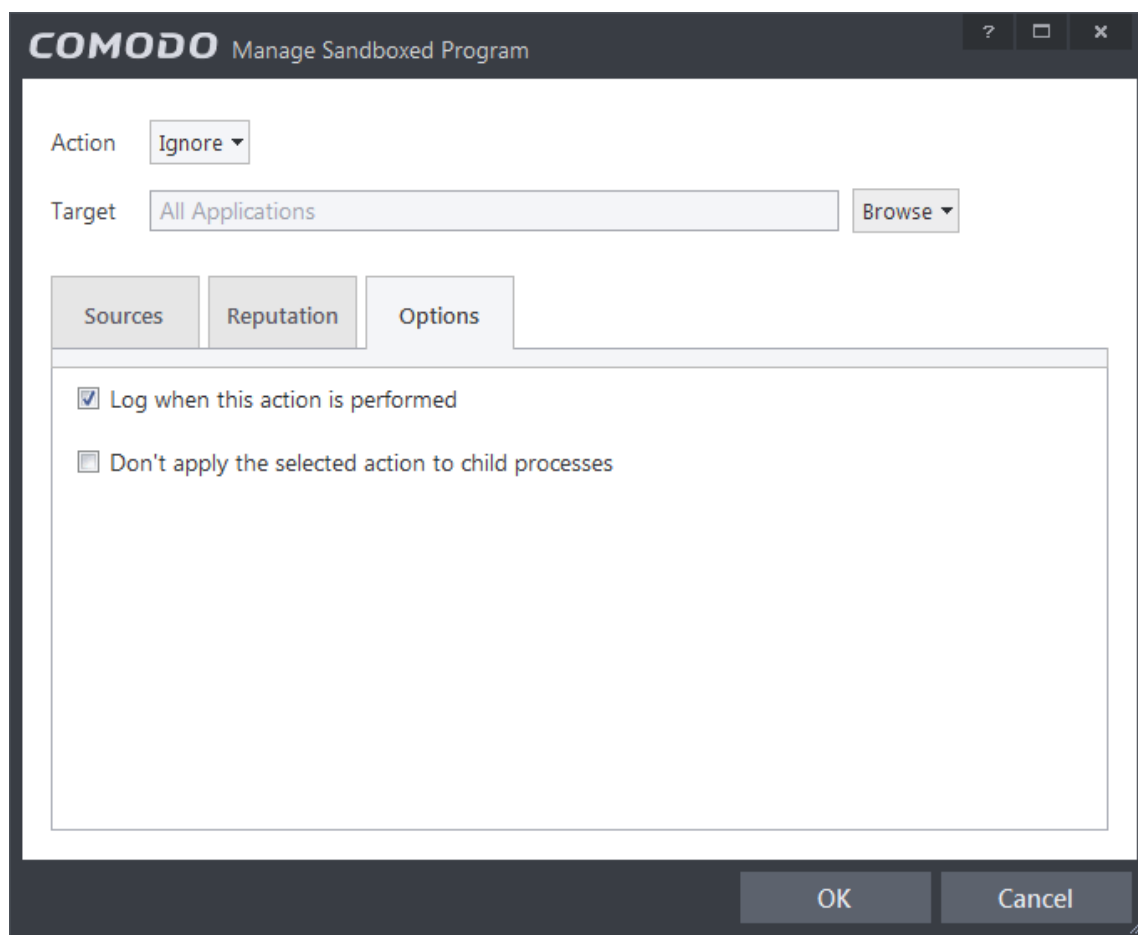 COMODO Manage Sandboxed Program ?
Action Ignore
Target All Applications Browse
Sources Reputation Options
Log when this action is performed
Don't apply the selected action to child processes
OK Cancel